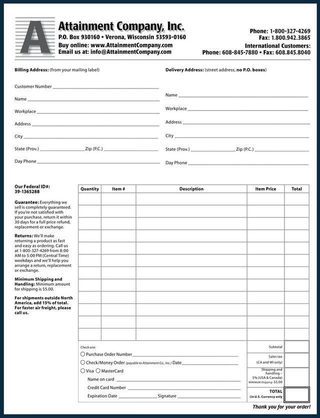 A
Attainment Company, Inc.
P.O. Box 930160 • Verona, Wisconsin 53593-0160
Buy online: www.AttainmentCompany.com
Email us at: info@AttainmentCompany.com
Phone: 1-800-327-4269
Fax: 1.800.942.3865
International Customers:
Phone: 608-845-7880 • Fax: 608.845.8040
Billing Address: (from your mailing label)
Customer Number
Name
Workplace
Address
City
State (Prov.) Zip (P.C.)
Day Phone
Delivery Address: (street address, no P.O. boxes)
Name
Workplace
Address
City
State (Prov.) Zip (P.C.)
Day Phone
Our Federal ID#:
39-1365288
Guarantee: Everything we
sell is completely guaranteed.
If you're not satisfied with
your purchase, return it within
30 days for a full price refund,
replacement or exchange.
Returns: We'll make
returning a product as fast
and easy as ordering. Call us
at 1-800-327-4269 from 8:00
AM to 5:00 PM (Central Time)
weekdays and we'll help you
arrange a return, replacement
or exchange.
Minimum Shipping and
Handling: Minimum amount
for shipping is $5.00.
For shipments outside North
America, add 15% of total.
For faster air freight, please
call us.
Quantity Item # Description Item Price Total
Check one:
Purchase Order Number
Check/Money Order (payable to Attainment Co., Inc.) Date
Visa MasterCard
Name on card
Credit Card Number
Expiration Date Signature
Subtotal
Sales tax
(CA and WI only)
Shipping and
Handling -
(USA & Canada)
minimum shipping: $5.00
TOTAL
(in U.S. Currency only)
Thank you for your order!